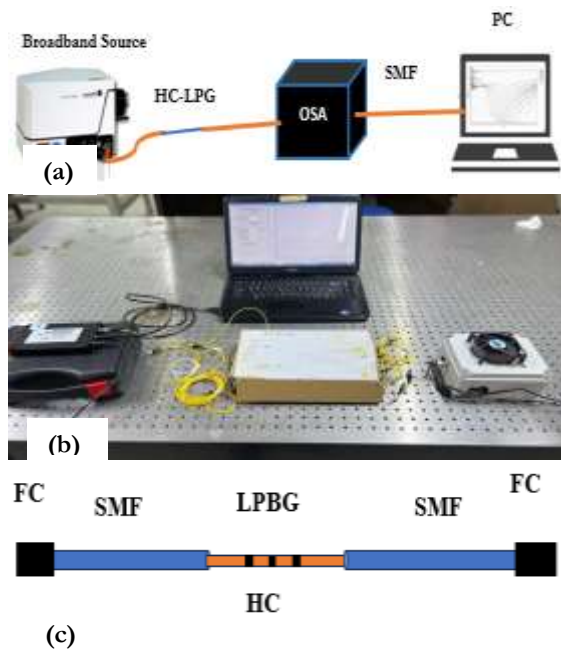 PC
Broadband Source
SMF
HC-LPG
OSA
(a)
(b)
FC
FC
SMF
LPBG
SMF
HC
(c)